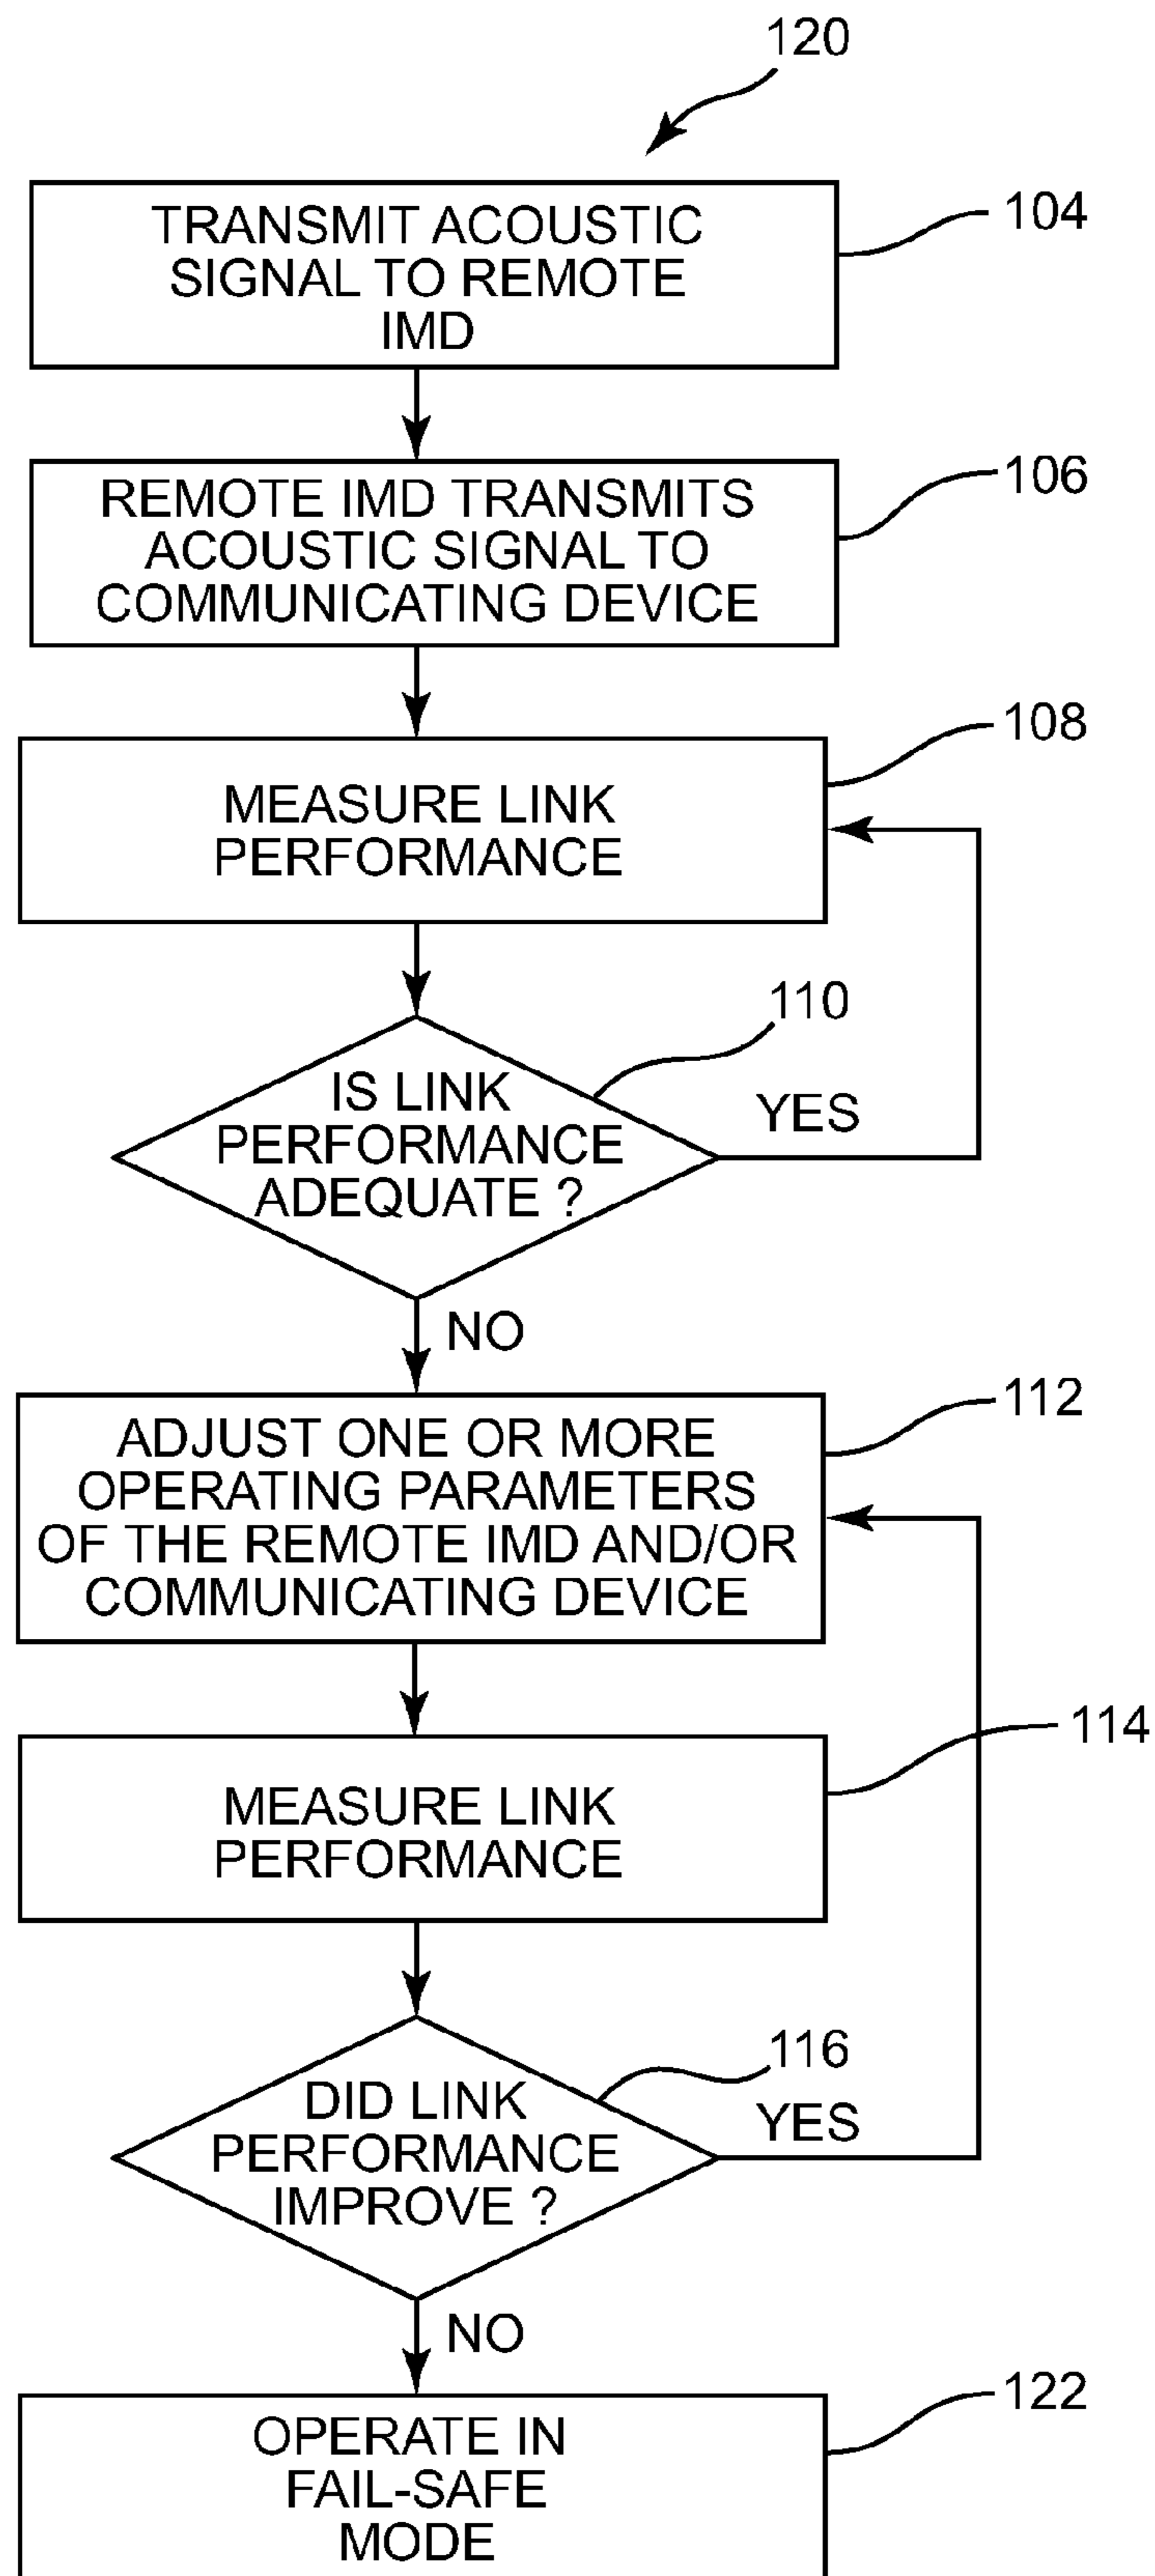 120
TRANSMIT ACOUSTIC
SIGNAL TO REMOTE
IMD
104
REMOTE IMD TRANSMITS
ACOUSTIC SIGNAL TO
COMMUNICATING DEVICE
106
MEASURE LINK
PERFORMANCE
108
IS LINK
PERFORMANCE
ADEQUATE ?
110
YES
NO
ADJUST ONE OR MORE
OPERATING PARAMETERS
OF THE REMOTE IMD AND/OR
COMMUNICATING DEVICE
112
MEASURE LINK
PERFORMANCE
114
DID LINK
PERFORMANCE
IMPROVE ?
116
YES
NO
OPERATE IN
FAIL-SAFE
MODE
122